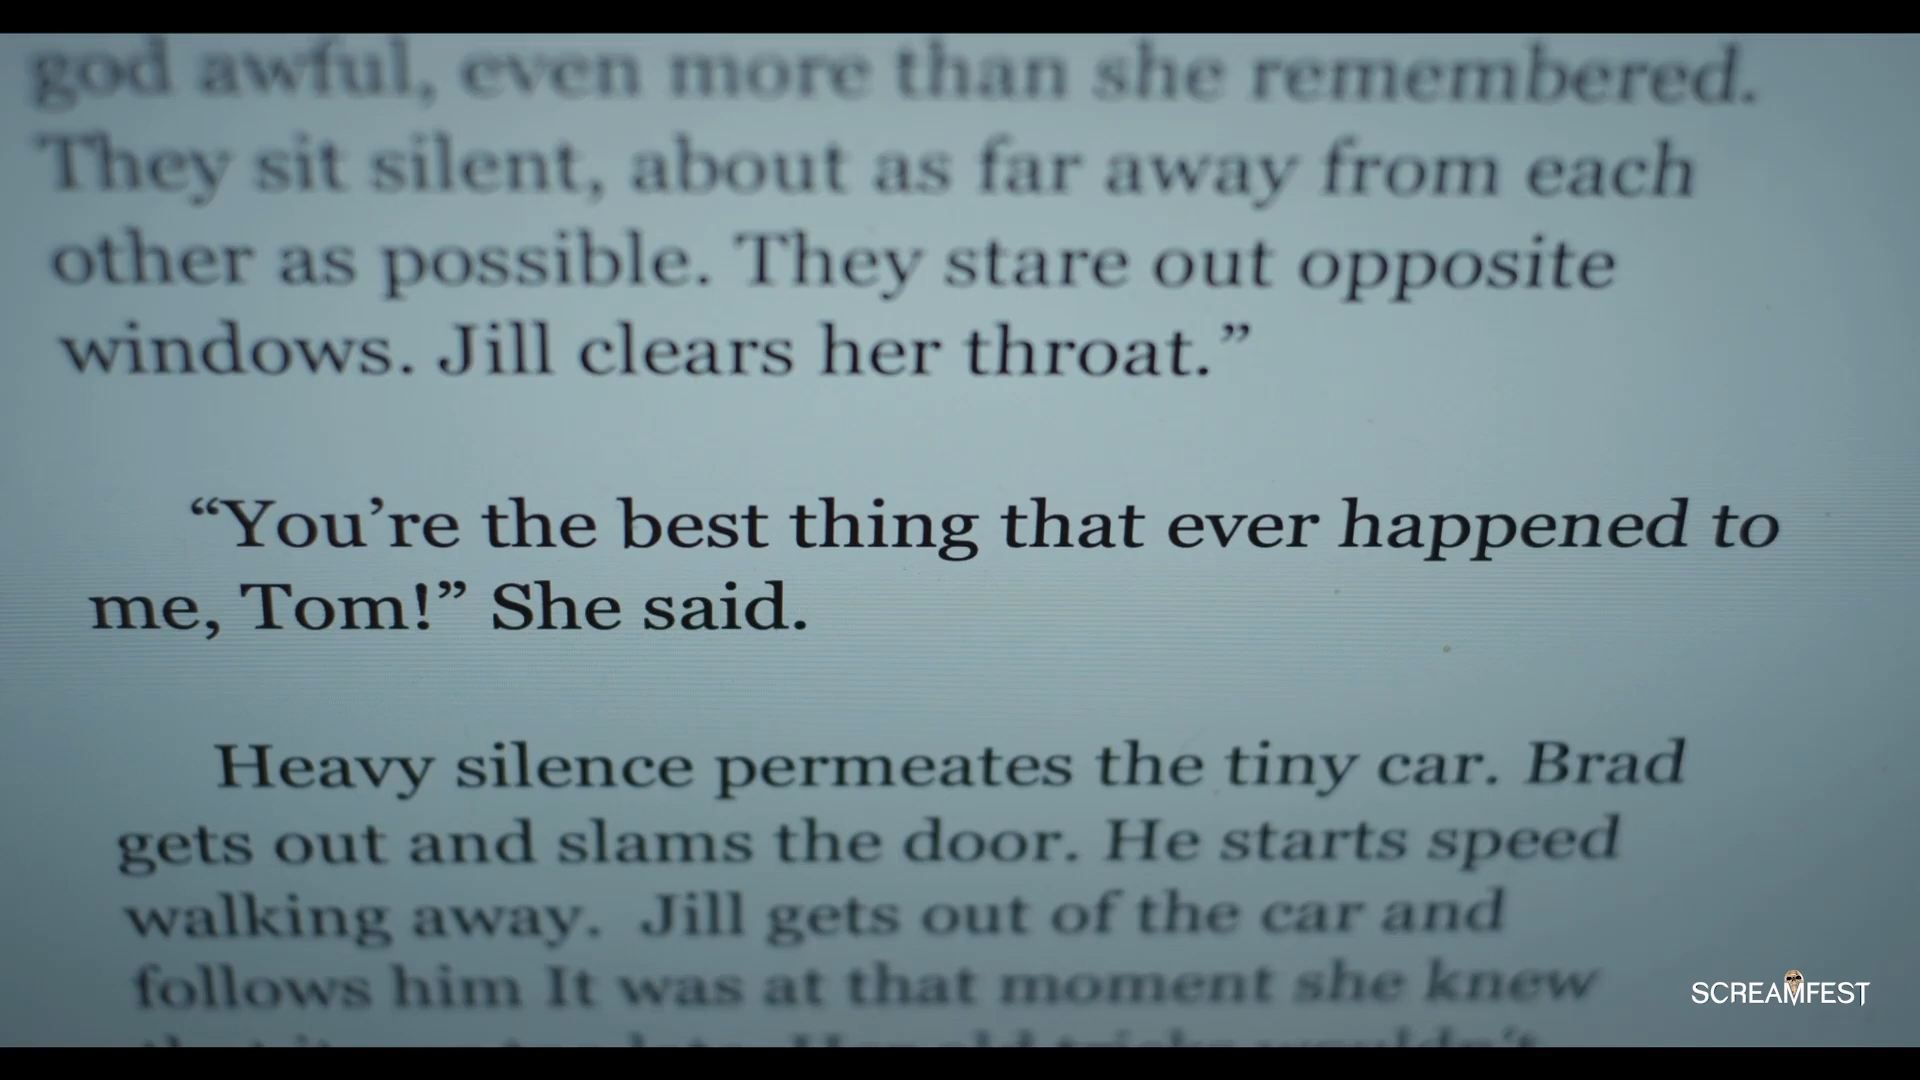 god awful, even more than she remembered.
They sit silent, about as far away from each
other as possible. They stare out opposite
windows. Jill clears her throat.”
“You’re the best thing that ever happened to
me, Tom!” She said.
Heavy silence permeates the tiny car. Brad
gets out and slams the door. He starts speed
walking away. Jill gets out of the car and
follows him It was at that moment she knew
SCREAMFEST